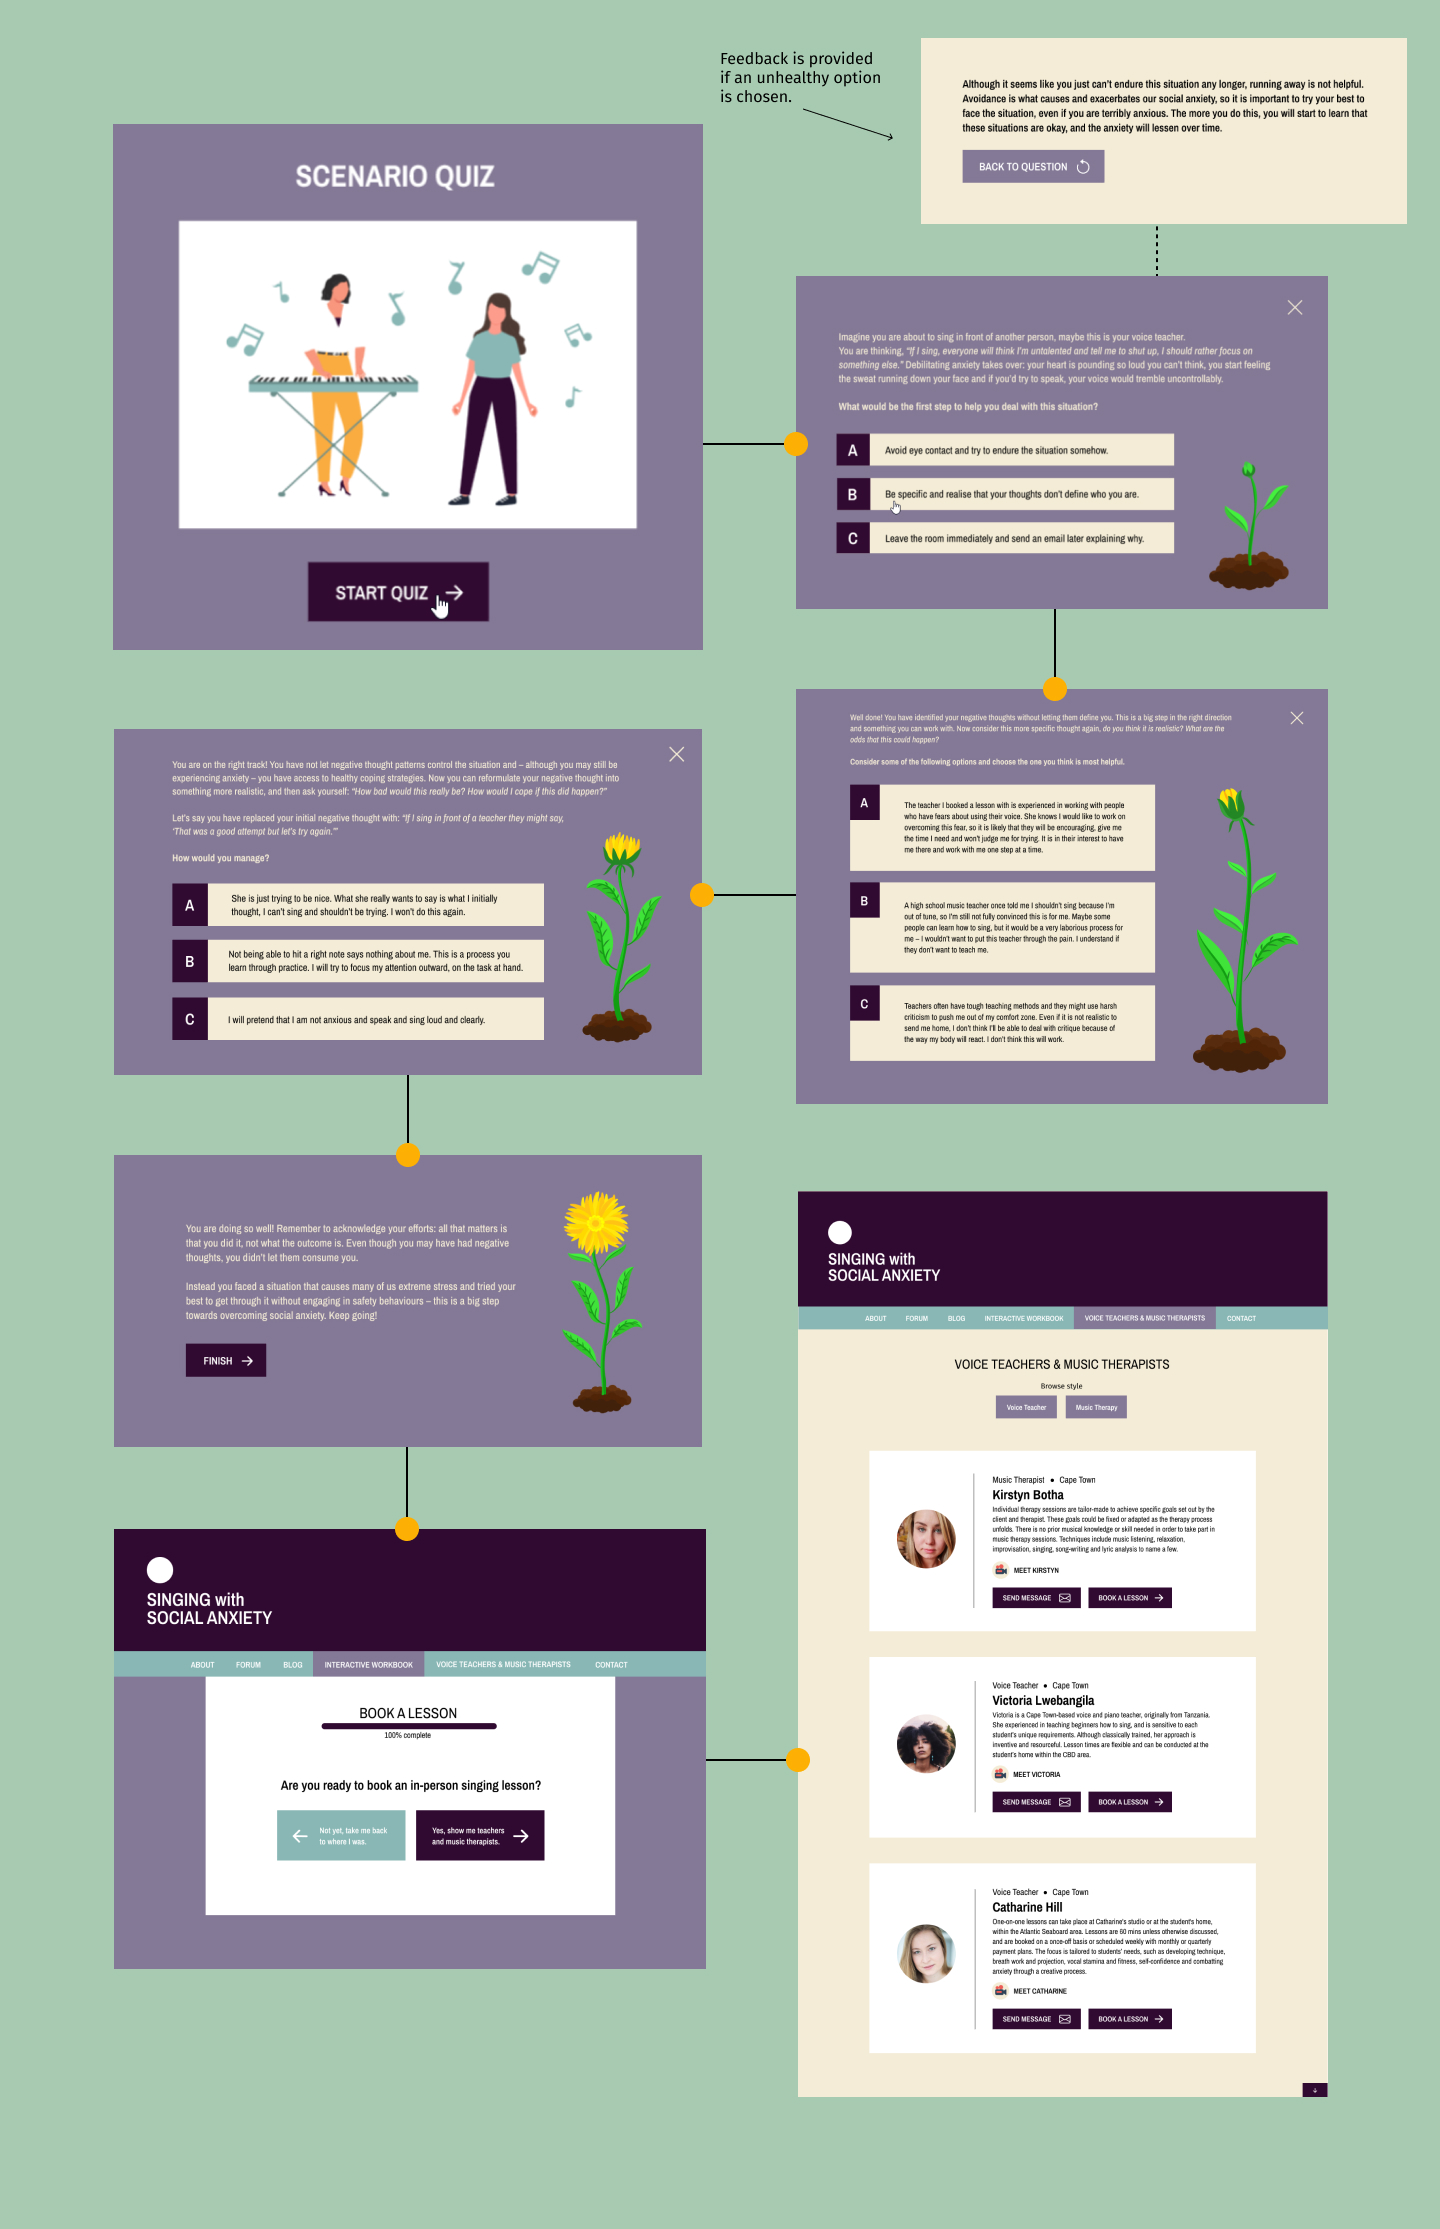 Feedback is provided
if an unhealthy option
is chosen.
Although it seems like you just can't endure this situation any longer, running away is not helpful.
Avoidance is what causes and exacerbates our social anxiety, so it is important to try your best to
face the situation, even if you are terribly anxious. The more you do this, you will start to learn that
these situations are okay, and the anxiety will lessen over time.
BACK TO QUESTION
SCENARIO QUIZ
START QUIZ
Imagine you are about to sing in front of another person, maybe this is your voice teacher.
You are thinking, "If I sing, everyone will think I'm untalented and tell me to shut up, I should rather focus on
something else." Debilitating anxiety takes over: your heart is pounding so loud you can't think, you start feeling
the sweat running down your face and if you'd try to speak, your voice would tremble uncontrollably.
What would be the first step to help you deal with this situation?
A
Avoid eye contact and try to endure the situation somehow.
B
Be specific and realise that your thoughts don't define who you are.
C
Leave the room immediately and send an email later explaining why.
Well done! You have identified your negative thoughts without letting them define you. This is a big step in the right direction
and something you can work with. Now consider this more specific thought again, do you think it is realistic? What are the
odds that this could happen?
Consider some of the following options and choose the one you think is most helpful.
A
The teacher I booked a lesson with is experienced in working with people
who have fears about using their voice. She knows I would like to work on
overcoming this fear, so it is likely that they will be encouraging, give me
the time I need and won't judge me for trying. It is in their interest to have
me there and work with me one step at a time.
B
A high school music teacher once told me I shouldn't sing because I'm
out of tune, so I'm still not fully convinced this is for me. Maybe some
people can learn how to sing, but it would be a very laborious process for
me – I wouldn't want to put this teacher through the pain. I understand if
they don't want to teach me.
C
Teachers often have tough teaching methods and they might use harsh
criticism to push me out of my comfort zone. Even if it is not realistic to
send me home, I don't think I'll be able to deal with critique because of
the way my body will react. I don't think this will work.
You are on the right track! You have not let negative thought patterns control the situation and – although you may still be
experiencing anxiety – you have access to healthy coping strategies. Now you can reformulate your negative thought into
something more realistic, and then ask yourself: "How bad would this really be? How would I cope if this did happen?"
Let's say you have replaced your initial negative thought with: "If I sing in front of a teacher they might say,
'That was a good attempt but let's try again.'"
How would you manage?
A
She is just trying to be nice. What she really wants to say is what I initially
thought, I can't sing and shouldn't be trying. I won't do this again.
B
Not being able to hit a right note says nothing about me. This is a process you
learn through practice. I will try to focus my attention outward, on the task at hand.
C
I will pretend that I am not anxious and speak and sing loud and clearly.
You are doing so well! Remember to acknowledge your efforts: all that matters is
that you did it, not what the outcome is. Even though you may have had negative
thoughts, you didn't let them consume you.
Instead you faced a situation that causes many of us extreme stress and tried your
best to get through it without engaging in safety behaviours – this is a big step
towards overcoming social anxiety. Keep going!
FINISH
SINGING with
SOCIAL ANXIETY
ABOUT FORUM BLOG INTERACTIVE WORKBOOK VOICE TEACHERS & MUSIC THERAPISTS CONTACT
BOOK A LESSON
100% complete
Are you ready to book an in-person singing lesson?
Not yet, take me back
to where I was.
Yes, show me teachers
and music therapists.
SINGING with
SOCIAL ANXIETY
ABOUT FORUM BLOG INTERACTIVE WORKBOOK VOICE TEACHERS & MUSIC THERAPISTS CONTACT
VOICE TEACHERS & MUSIC THERAPISTS
Browse style
Voice Teacher Music Therapy
Music Therapist • Cape Town
Kirstyn Botha
Individual therapy sessions are tailor-made to achieve specific goals set out by the
client and therapist. These goals could be fixed or adapted as the therapy process
unfolds. There is no prior musical knowledge or skill needed in order to take part in
music therapy sessions. Techniques include music listening, relaxation,
improvisation, singing, song-writing and lyric analysis to name a few.
MEET KIRSTYN
SEND MESSAGE BOOK A LESSON
Voice Teacher • Cape Town
Victoria Lwebangila
Victoria is a Cape Town-based voice and piano teacher, originally from Tanzania.
She experienced in teaching beginners how to sing, and is sensitive to each
student's unique requirements. Although classically trained, her approach is
inventive and resourceful. Lesson times are flexible and can be conducted at the
student's home within the CBD area.
MEET VICTORIA
SEND MESSAGE BOOK A LESSON
Voice Teacher • Cape Town
Catharine Hill
One-on-one lessons can take place at Catharine's studio or at the student's home,
within the Atlantic Seaboard area. Lessons are 60 mins unless otherwise discussed,
and are booked on a once-off basis or scheduled weekly with monthly or quarterly
payment plans. The focus is tailored to students' needs, such as developing technique,
breath work and projection, vocal stamina and fitness, self-confidence and combatting
anxiety through a creative process.
MEET CATHARINE
SEND MESSAGE BOOK A LESSON